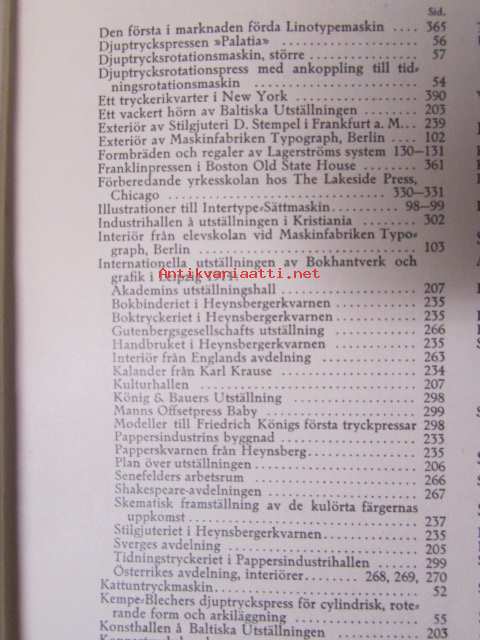 Sid.
Den första i marknaden förda Linotypemaskin .... 365
Djuptryckspressen »Palatia« .................. 56
Djuptrycksrotationsmaskin, större .............. 57
Djuptrycksrotationspress med ankoppling till tid-
ningsrotationsmaskin .................. 54
Ett tryckerikvarter i New York ................ 390
Ett vackert hörn av Baltiska Utställningen ...... 203
Exteriör av Stilgjuteri D. Stempel i Frankfurt a. M... 239
Exteriör av Maskinfabriken Typograph, Berlin .... 102
Formbräden och regaler av Lagerströms system 130–131
Franklinpressen i Boston Old State House ........ 361
Förberedande yrkesskolan hos The Lakeside Press,
Chicago .................. 330–331
Illustrationer till Intertype-Sättmaskin .......... 98–99
Industrihallen å utställningen i Kristiania ...... 302
Interiör från elevskolan vid Maskinfabriken Typo-
graph, Berlin .................. 103
Internationella utställningen av Bokhantverk och
grafik i Leipzig 1914.
Antikvariaatti.net
Akademins utställningshall .................. 207
Bokbinderiet i Heynsbergerkvarnen ............ 235
Boktryckeriet i Heynsbergerkvarnen ............ 235
Gutenbergsgesellschafts utställning ............ 266
Handbruket i Heynsbergerkvarnen ............ 235
Interiör från Englands avdelning .............. 263
Kalander från Karl Krause .................. 234
Kulturhallen .................. 207
König & Bauers Utställning .................. 298
Manns Offsetpress Baby .................. 299
Modeller till Friedrich Königs första tryckpressar 298
Pappersindustrins byggnad .................. 233
Papperskvarnen från Heynsberg................ 235
Plan över utställningen .................. 206
Senefelders arbetsrum .................. 266
Shakespeare-avdelningen .................. 267
Skematisk framställning av de kulörta färgernas
uppkomst .................. 237
Stilgjuteriet i Heynsbergerkvarnen.............. 235
Sverges avdelning .................. 205
Tidningstryckeriet i Pappersindustrihallen ...... 299
Österrikes avdelning, interiörer........ 268, 269, 270
Kattuntryckmaskin .................. 52
Kempe-Blechers djuptryckspress för cylindrisk, rote-
rande form och arkiläggning .................. 55
Konsthallen å Baltiska Utställningen ............ 203